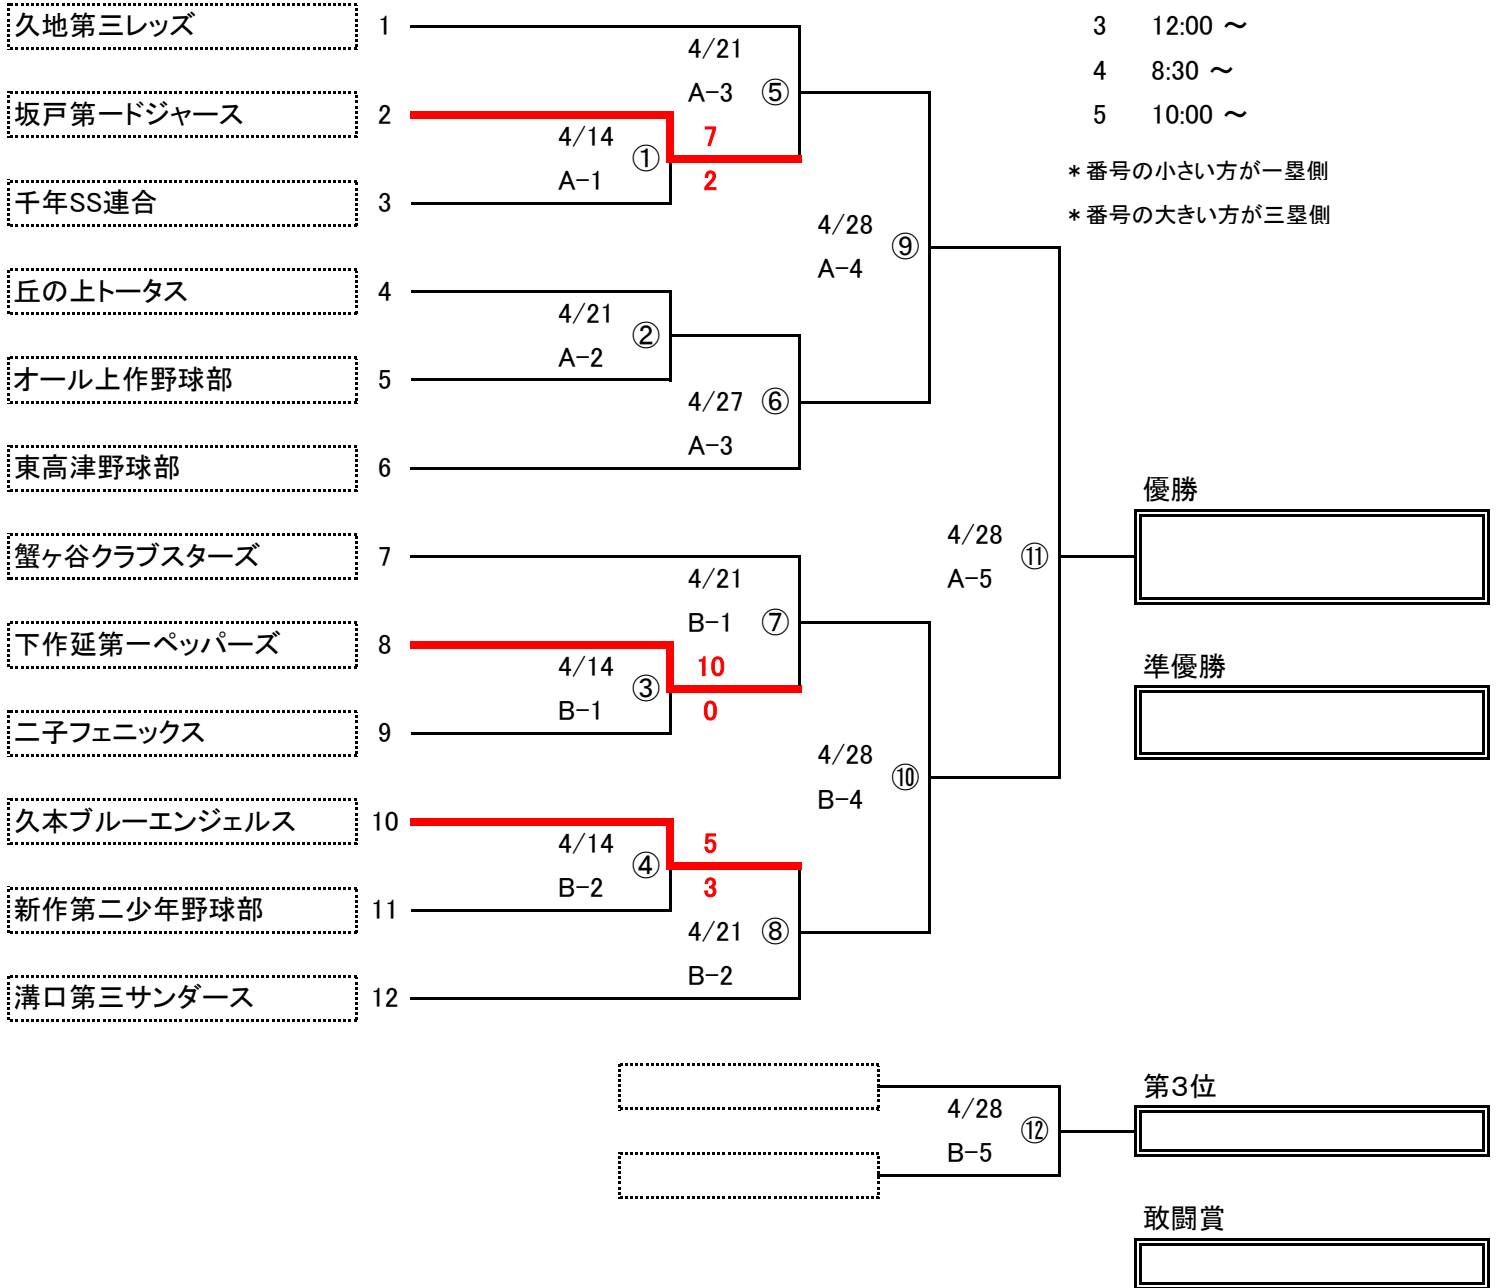 久地第三レッズ 1
3 12:00 ～
4/21
4 8:30 ～
A-3 ⑤
坂戸第一ドジャース 2
5 10:00 ～
4/14 ① 7
A-1 2
＊番号の小さい方が一塁側
千年SS連合 3
＊番号の大きい方が三塁側
4/28 ⑨
A-4
丘の上トータス 4
4/21 ②
A-2
オール上作野球部 5
4/27 ⑥
A-3
東高津野球部 6
優勝
4/28 ⑪
A-5
蟹ヶ谷クラブスターズ 7
4/21
B-1 ⑦
下作延第一ペッパーズ 8
4/14 ③ 10
B-1 0
準優勝
二子フェニックス 9
4/28 ⑩
B-4
久本ブルーエンジェルス 10
4/14 ④ 5
B-2 3
新作第二少年野球部 11
4/21 ⑧
B-2
溝口第三サンダース 12
第3位
4/28 ⑫
B-5
敢闘賞